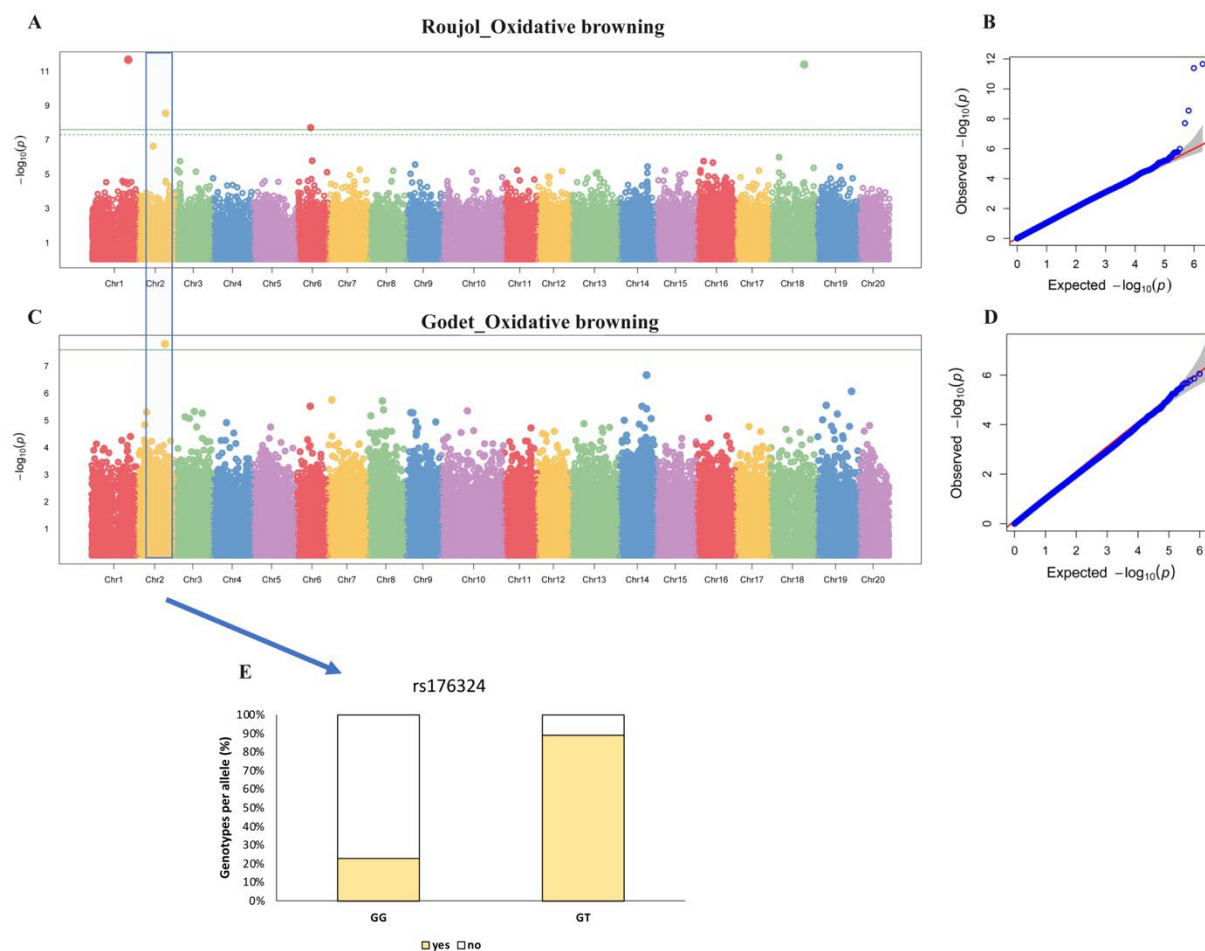 A
Roujol_Oxidative browning
B
11
9
7
5
3
1
−log10(p)
Chr1 Chr2 Chr3 Chr4 Chr5 Chr6 Chr7 Chr8 Chr9 Chr10 Chr11 Chr12 Chr13 Chr14 Chr15 Chr16 Chr17 Chr18 Chr19 Chr20
12
10
8
6
4
2
0
Observed −log10(p)
0 1 2 3 4 5 6
Expected −log10(p)
C
Godet_Oxidative browning
D
7
6
5
4
3
2
1
−log10(p)
Chr1 Chr2 Chr3 Chr4 Chr5 Chr6 Chr7 Chr8 Chr9 Chr10 Chr11 Chr12 Chr13 Chr14 Chr15 Chr16 Chr17 Chr18 Chr19 Chr20
6
4
2
0
Observed −log10(p)
0 1 2 3 4 5 6
Expected −log10(p)
E
rs176324
100%
90%
80%
70%
60%
50%
40%
30%
20%
10%
0%
Genotypes per allele (%)
GG GT
yes no